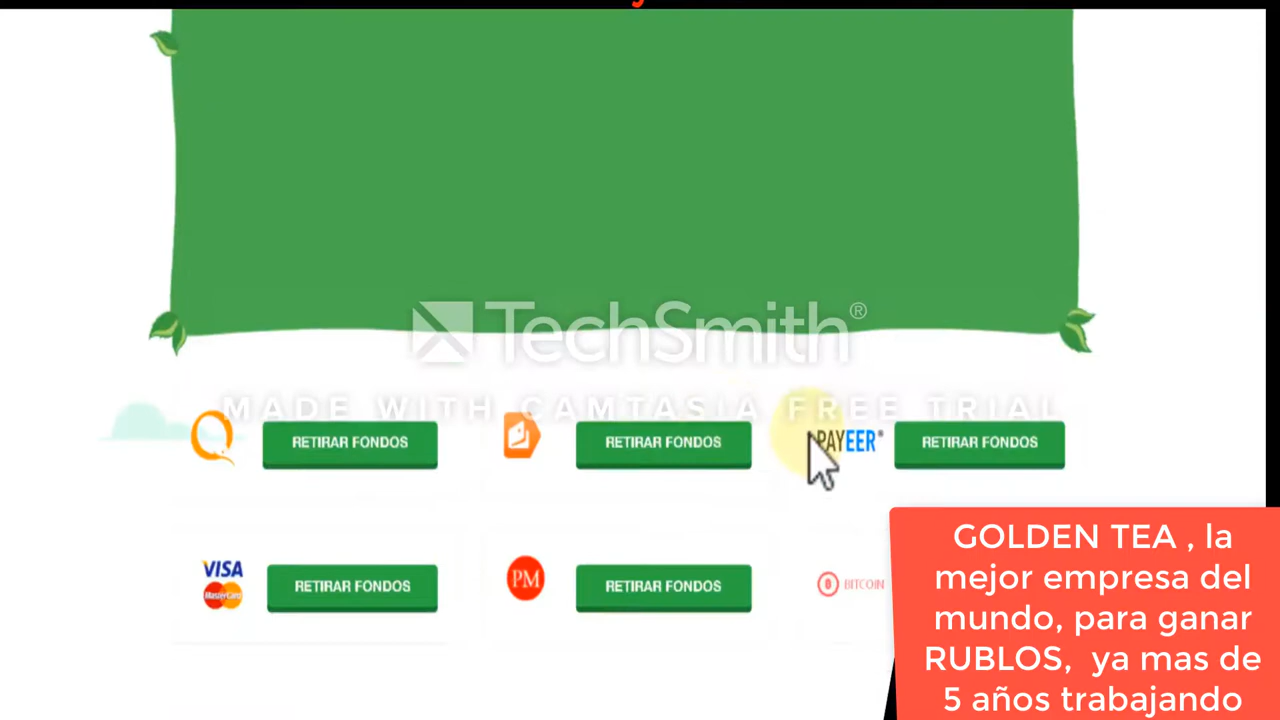 TechSmith®
MADE WITH CAMTASIA FREE TRIAL
RETIRAR FONDOS
RETIRAR FONDOS
PAYEER®
RETIRAR FONDOS
VISA
MasterCard
RETIRAR FONDOS
PM
RETIRAR FONDOS
BITCOIN
GOLDEN TEA , la
mejor empresa del
mundo, para ganar
RUBLOS, ya mas de
5 años trabajando